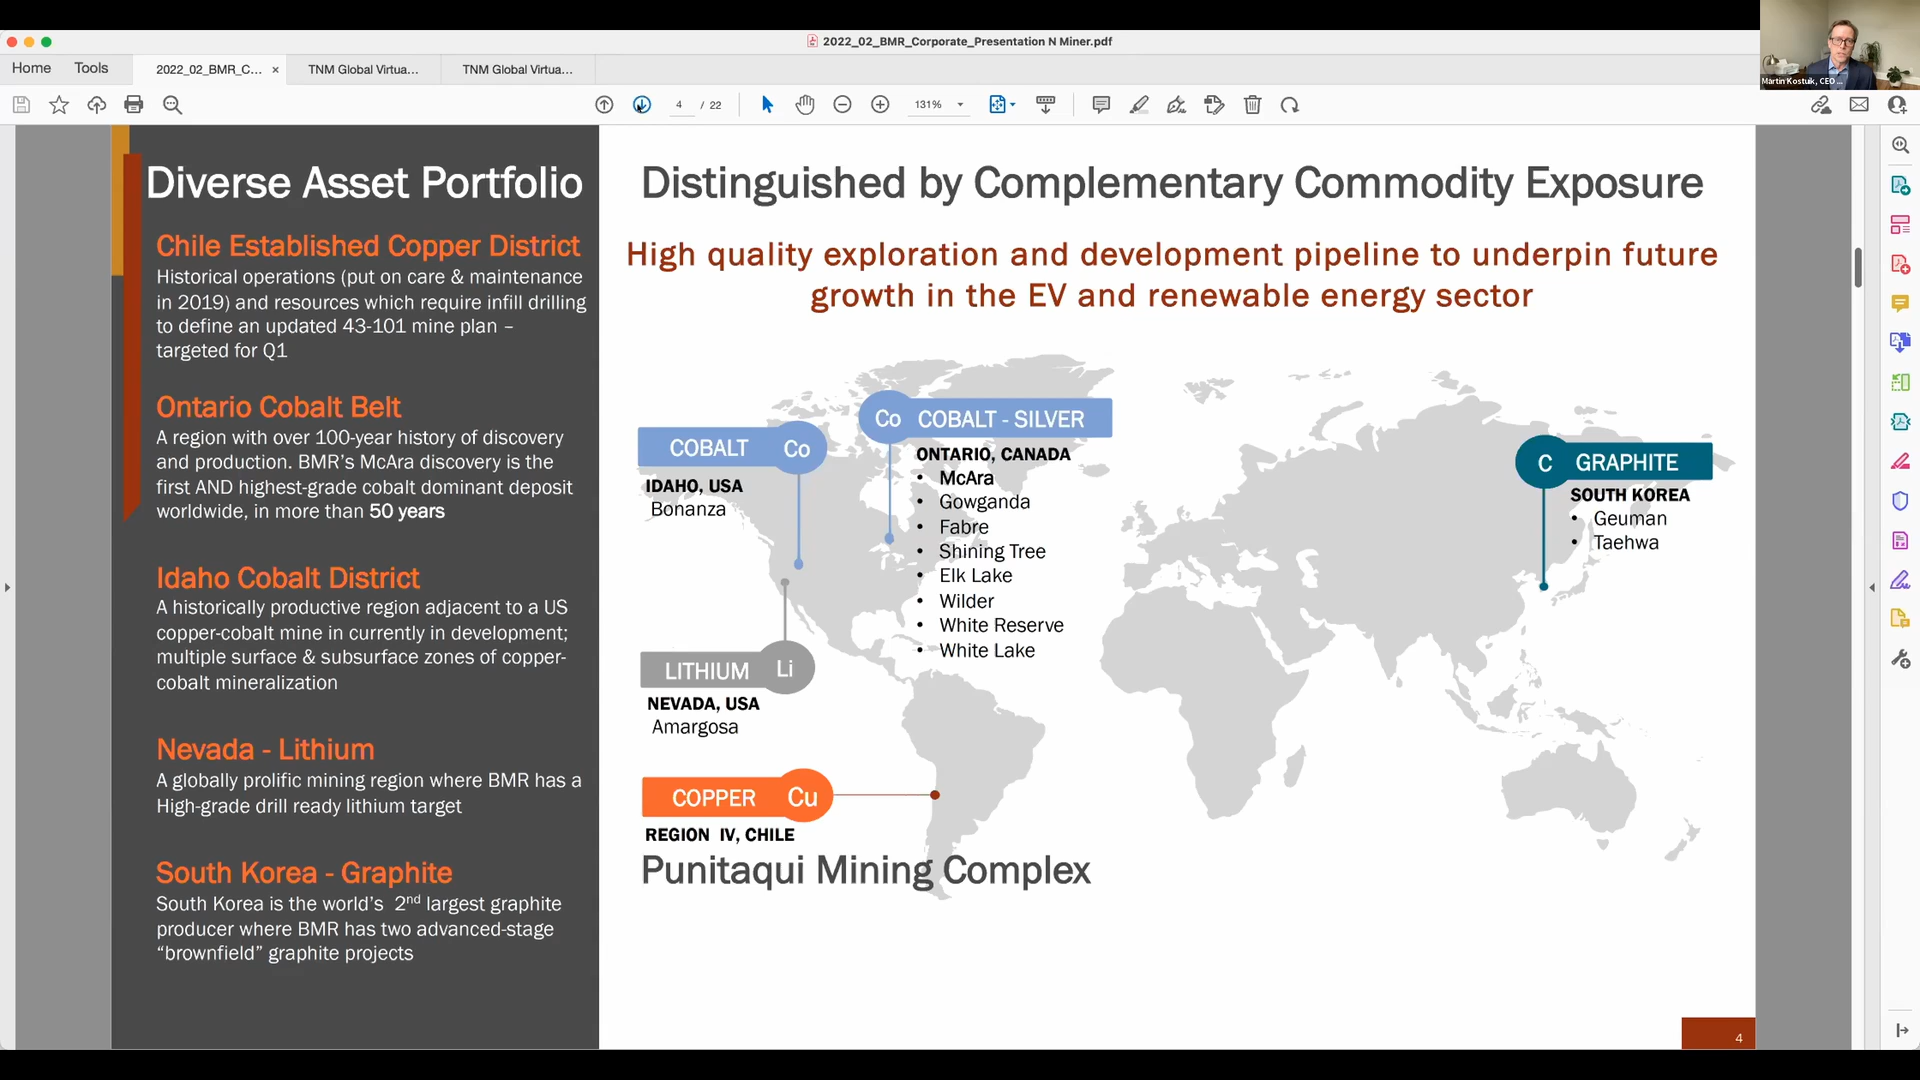 2022_02_BMR_Corporate_Presentation N Miner.pdf
Martin Kostuik, CEO ...
Home
Tools
2022_02_BMR_C...
TNM Global Virtua...
TNM Global Virtua...
4 / 22
131%
Diverse Asset Portfolio
Chile Established Copper District
Historical operations (put on care & maintenance
in 2019) and resources which require infill drilling
to define an updated 43-101 mine plan –
targeted for Q1
Ontario Cobalt Belt
A region with over 100-year history of discovery
and production. BMR's McAra discovery is the
first AND highest-grade cobalt dominant deposit
worldwide, in more than 50 years
Idaho Cobalt District
A historically productive region adjacent to a US
copper-cobalt mine in currently in development;
multiple surface & subsurface zones of copper-
cobalt mineralization
Nevada - Lithium
A globally prolific mining region where BMR has a
High-grade drill ready lithium target
South Korea - Graphite
South Korea is the world's 2nd largest graphite
producer where BMR has two advanced-stage
“brownfield” graphite projects
Distinguished by Complementary Commodity Exposure
High quality exploration and development pipeline to underpin future
growth in the EV and renewable energy sector
COBALT Co
IDAHO, USA
Bonanza
Co COBALT - SILVER
ONTARIO, CANADA
• McAra
• Gowganda
• Fabre
• Shining Tree
• Elk Lake
• Wilder
• White Reserve
• White Lake
C GRAPHITE
SOUTH KOREA
• Geuman
• Taehwa
LITHIUM Li
NEVADA, USA
Amargosa
COPPER Cu
REGION IV, CHILE
Punitaqui Mining Complex
4